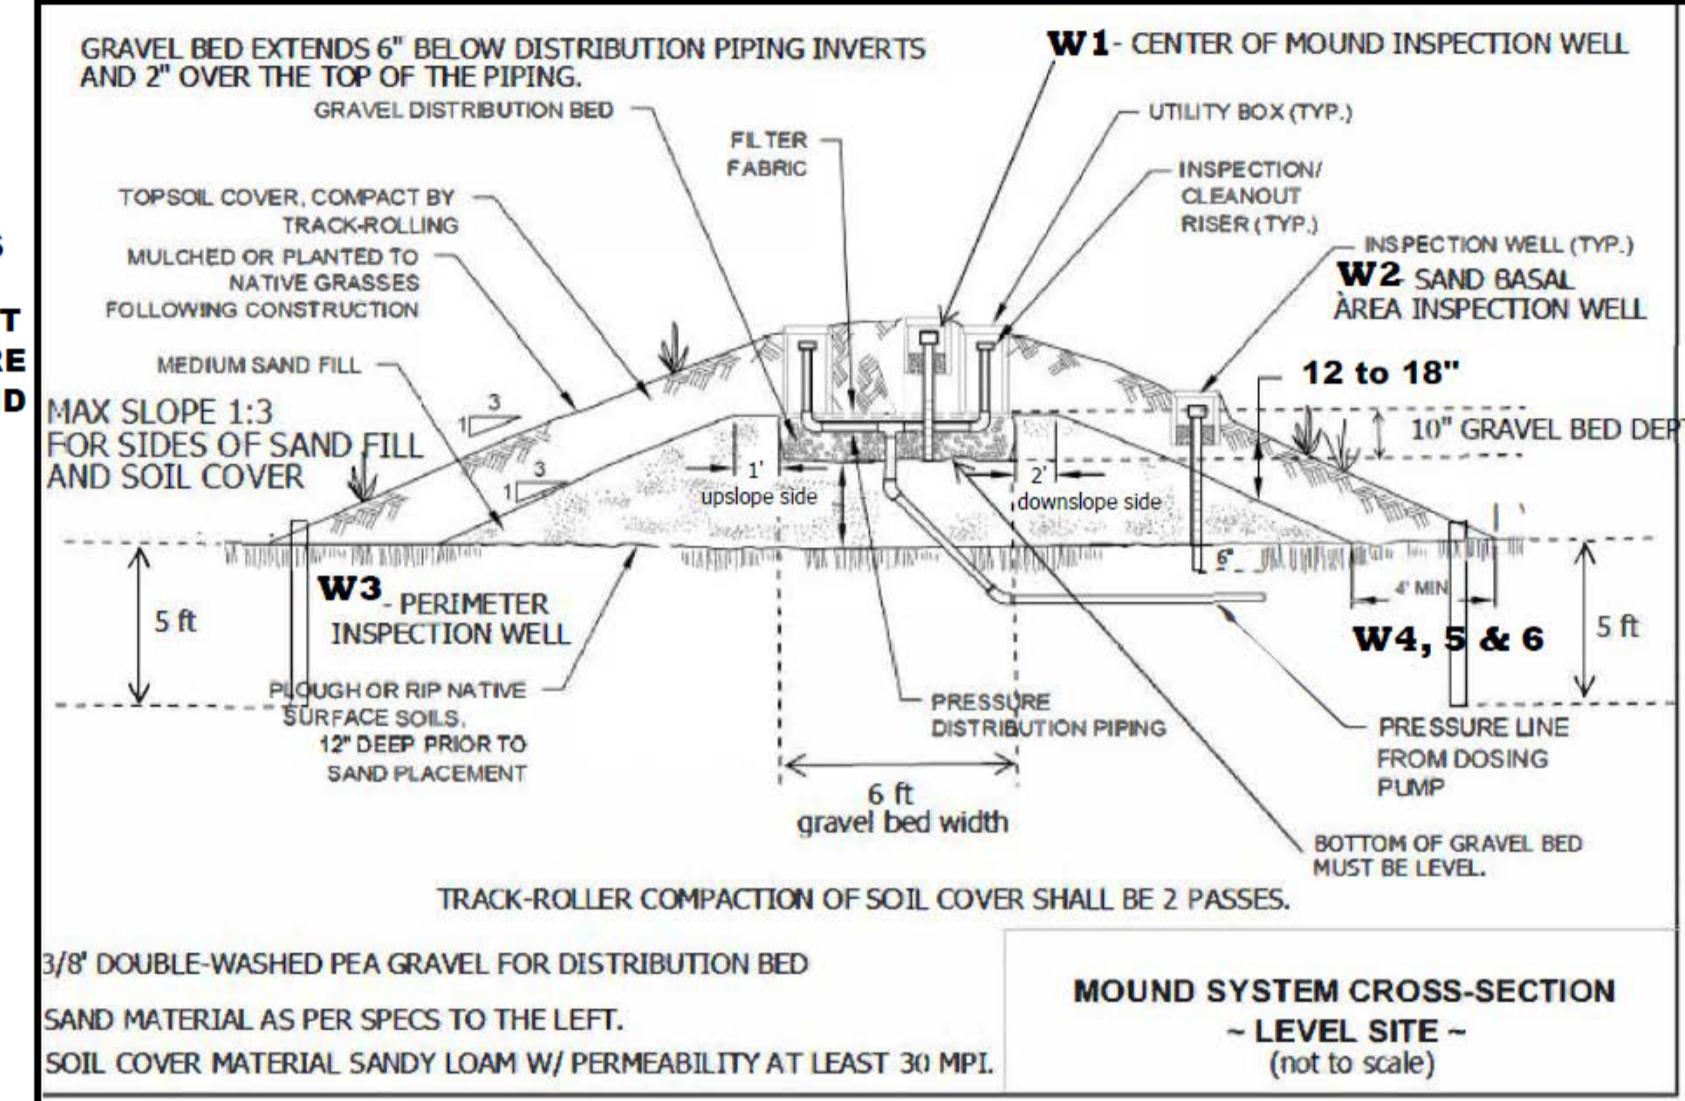 GRAVEL BED EXTENDS 6" BELOW DISTRIBUTION PIPING INVERTS
AND 2" OVER THE TOP OF THE PIPING.
W1- CENTER OF MOUND INSPECTION WELL
GRAVEL DISTRIBUTION BED
UTILITY BOX (TYP.)
FILTER
FABRIC
INSPECTION/
CLEANOUT
RISER (TYP.)
TOPSOIL COVER, COMPACT BY
TRACK-ROLLING
INSPECTION WELL (TYP.)
W2- SAND BASAL
AREA INSPECTION WELL
MULCHED OR PLANTED TO
NATIVE GRASSES
FOLLOWING CONSTRUCTION
S
T
RE
D
MEDIUM SAND FILL
12 to 18"
MAX SLOPE 1:3
FOR SIDES OF SAND FILL
AND SOIL COVER
3
1
3
1
10" GRAVEL BED DEP
1'
upslope side
2'
downslope side
6"
4' MIN
5 ft
W3 - PERIMETER
INSPECTION WELL
W4, 5 & 6
5 ft
PLOUGH OR RIP NATIVE
SURFACE SOILS,
12" DEEP PRIOR TO
SAND PLACEMENT
PRESSURE
DISTRIBUTION PIPING
PRESSURE LINE
FROM DOSING
PUMP
6 ft
gravel bed width
BOTTOM OF GRAVEL BED
MUST BE LEVEL.
TRACK-ROLLER COMPACTION OF SOIL COVER SHALL BE 2 PASSES.
3/8" DOUBLE-WASHED PEA GRAVEL FOR DISTRIBUTION BED
SAND MATERIAL AS PER SPECS TO THE LEFT.
SOIL COVER MATERIAL SANDY LOAM W/ PERMEABILITY AT LEAST 30 MPI.
MOUND SYSTEM CROSS-SECTION
~ LEVEL SITE ~
(not to scale)